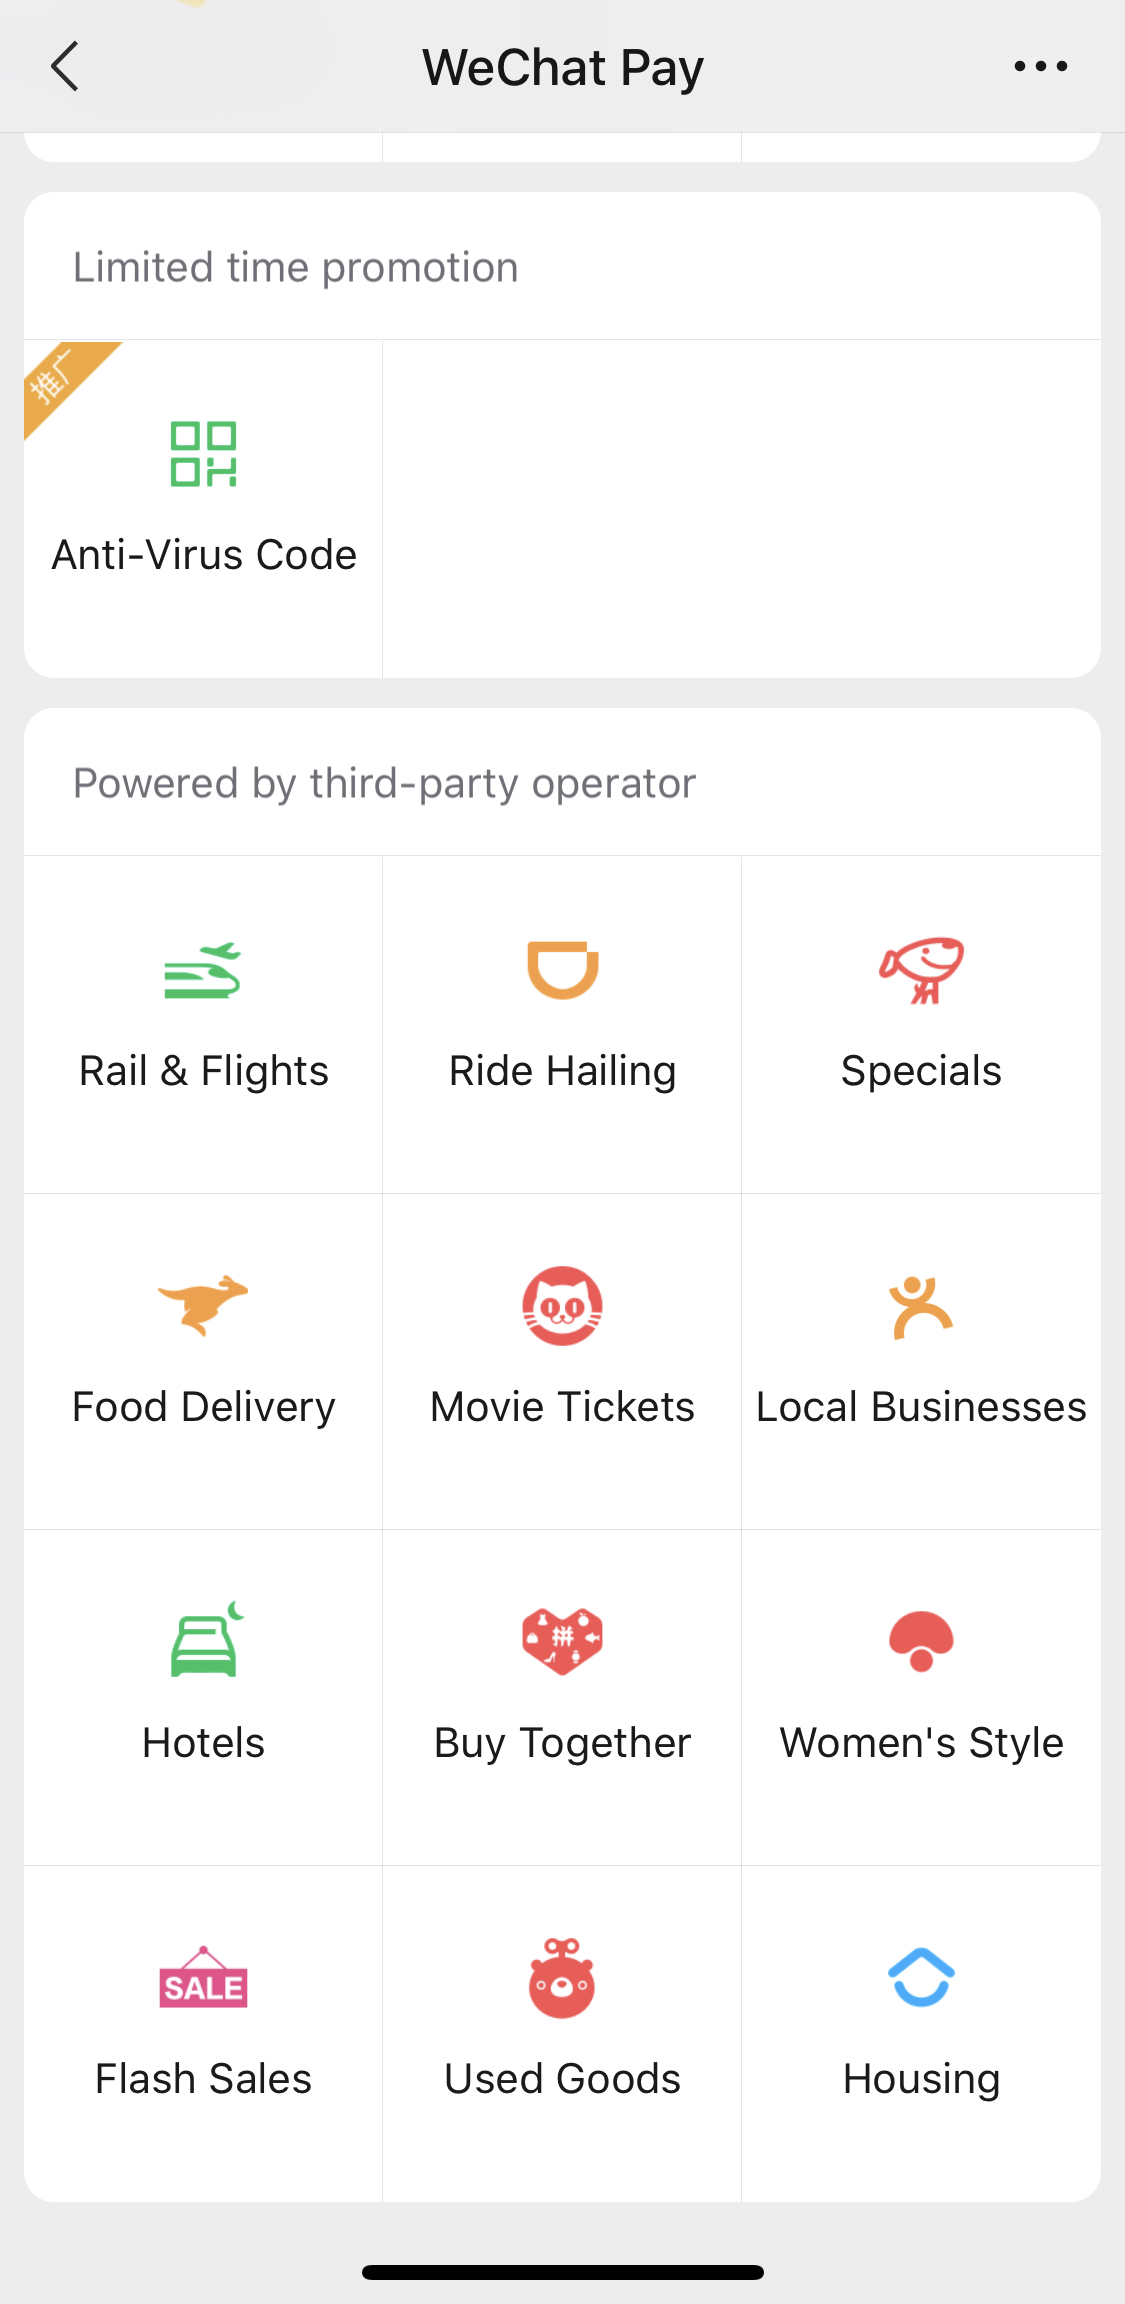 WeChat Pay
Limited time promotion
推广
Anti-Virus Code
Powered by third-party operator
Rail & Flights
Ride Hailing
Specials
Food Delivery
Movie Tickets
Local Businesses
Hotels
拼
Buy Together
Women's Style
SALE
Flash Sales
Used Goods
Housing